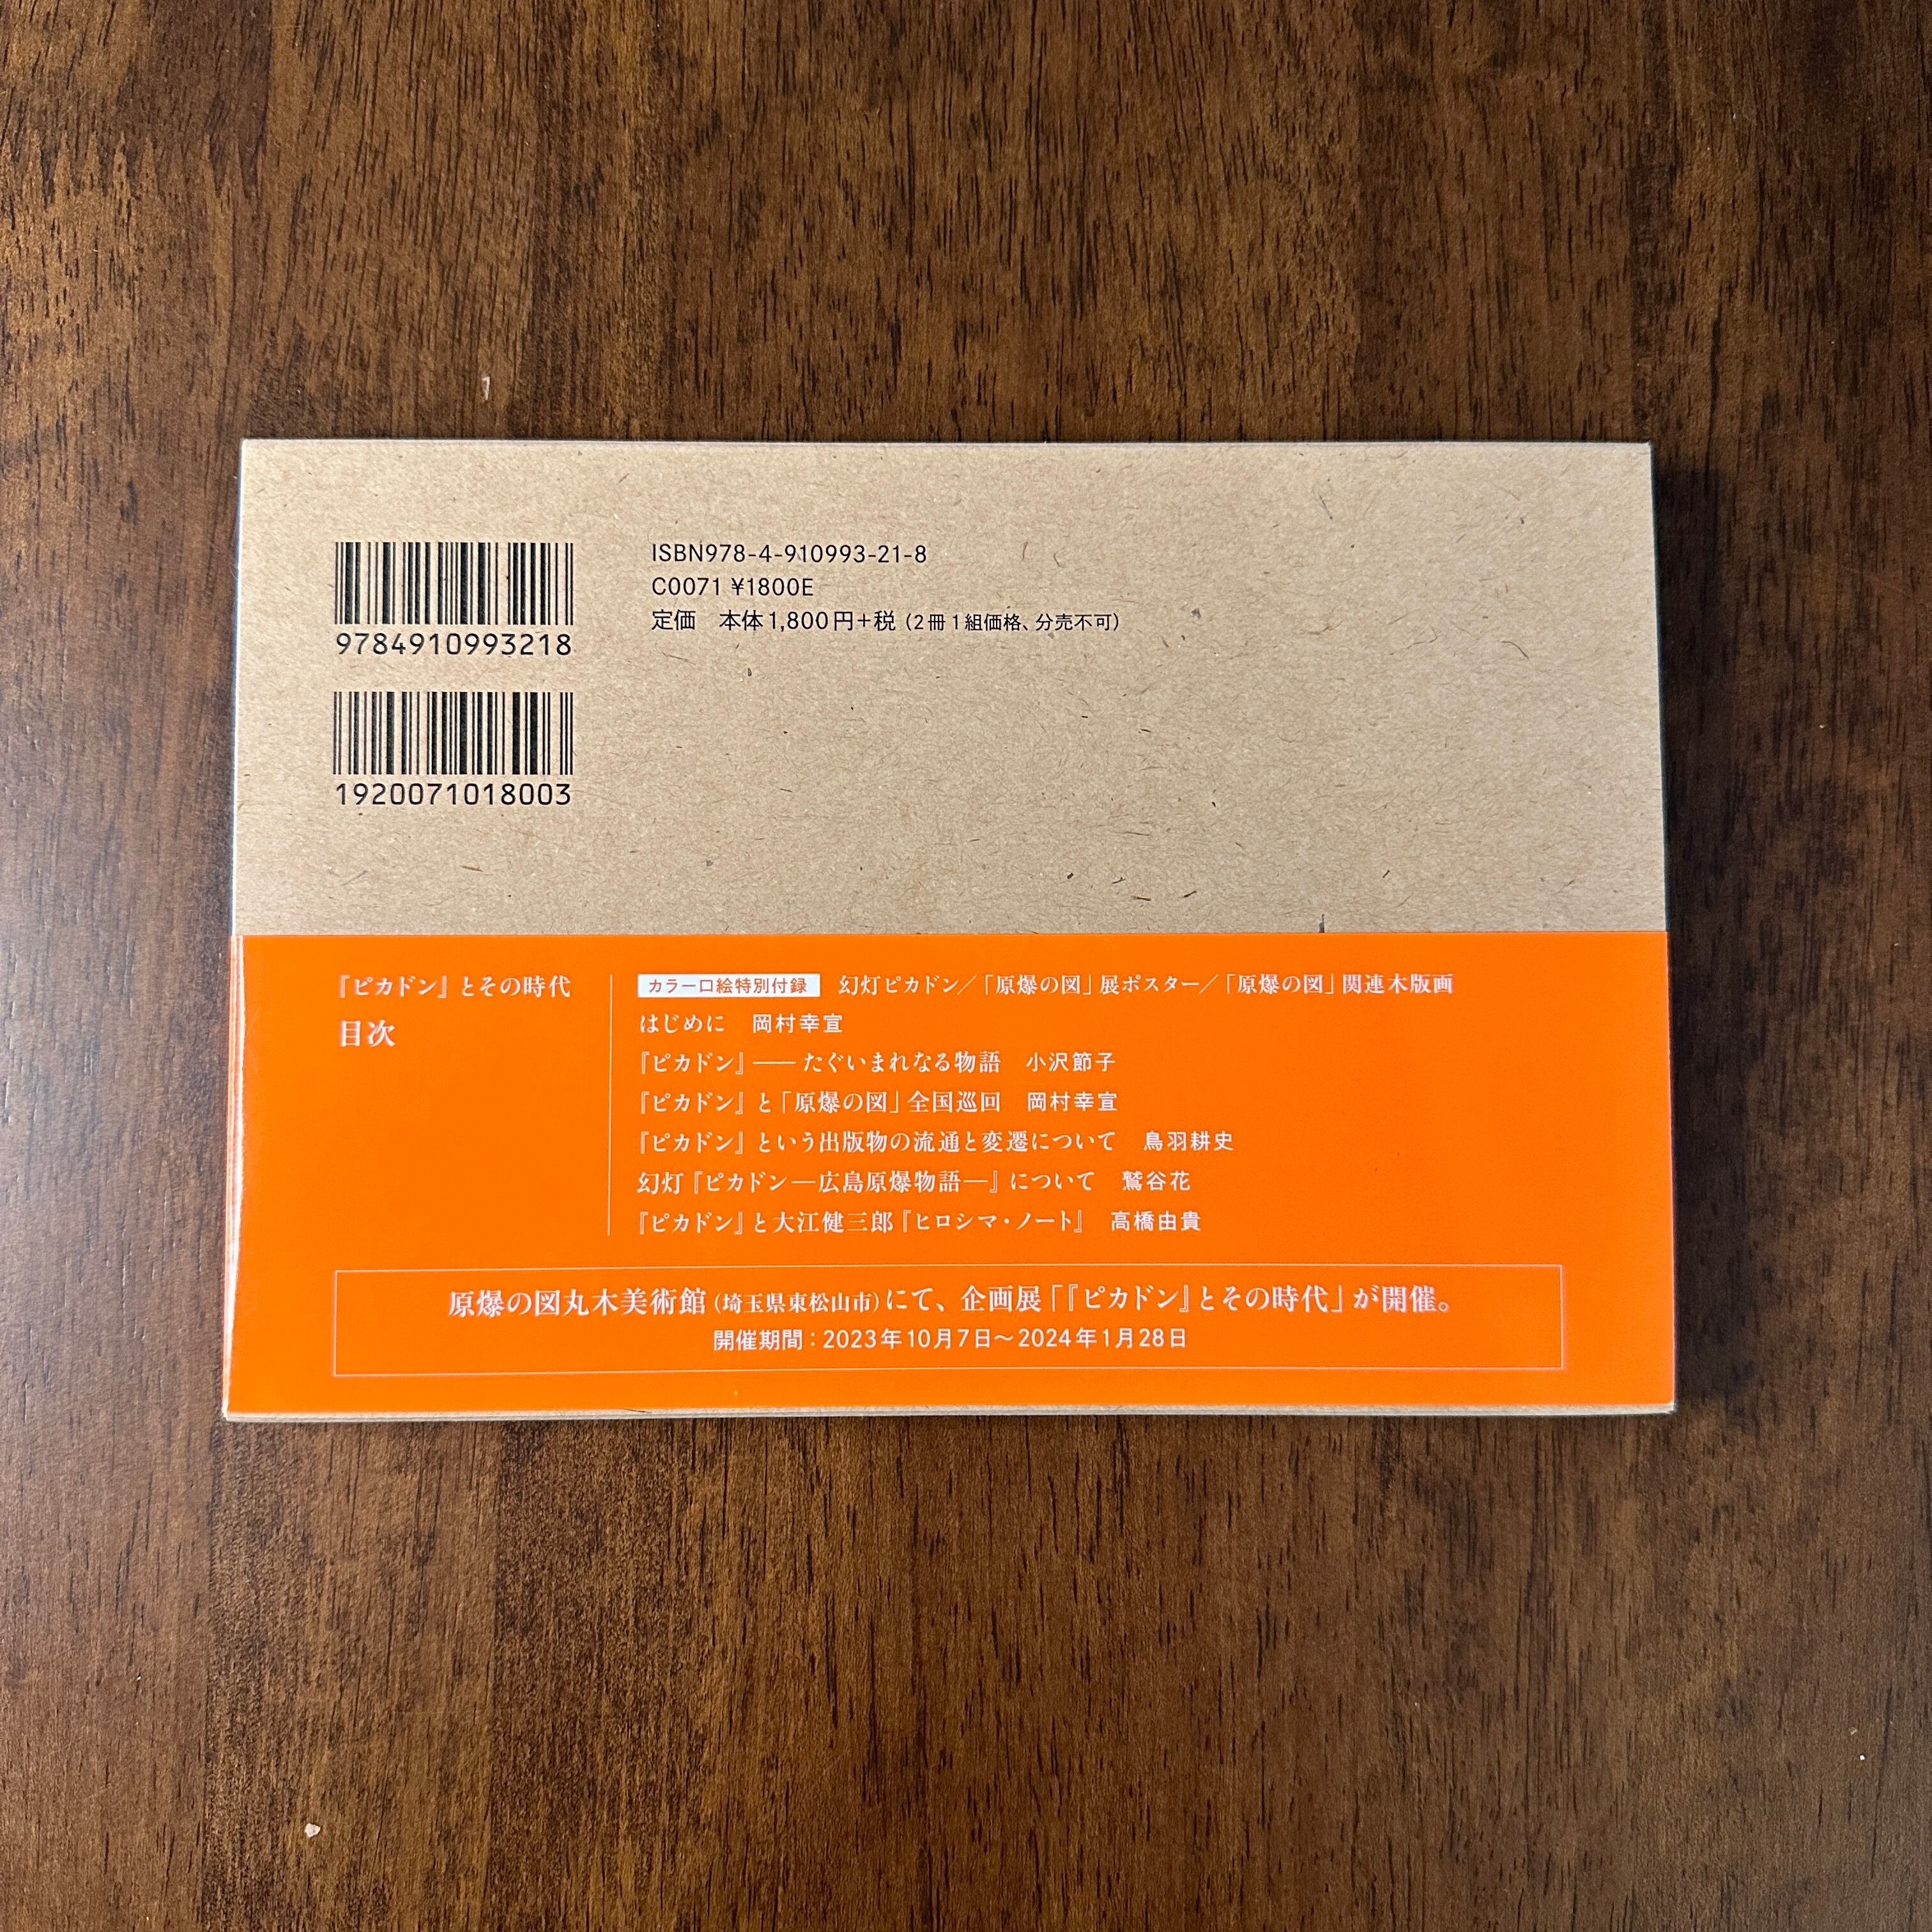 9784910993218
1920071018003
ISBN978-4-910993-21-8
C0071 ¥1800E
定価　本体1,800円+税（2冊1組価格、分売不可）
『ピカドン』とその時代
目次
カラー口絵特別付録　幻灯ピカドン／「原爆の図」展ポスター／「原爆の図」関連木版画
はじめに　岡村幸宣
『ピカドン』── たぐいまれなる物語　小沢節子
『ピカドン』と「原爆の図」全国巡回　岡村幸宣
『ピカドン』という出版物の流通と変遷について　鳥羽耕史
幻灯『ピカドン―広島原爆物語―』について　鷲谷花
『ピカドン』と大江健三郎『ヒロシマ・ノート』　高橋由貴
原爆の図丸木美術館（埼玉県東松山市）にて、企画展「『ピカドン』とその時代」が開催。
開催期間：2023年10月7日〜2024年1月28日